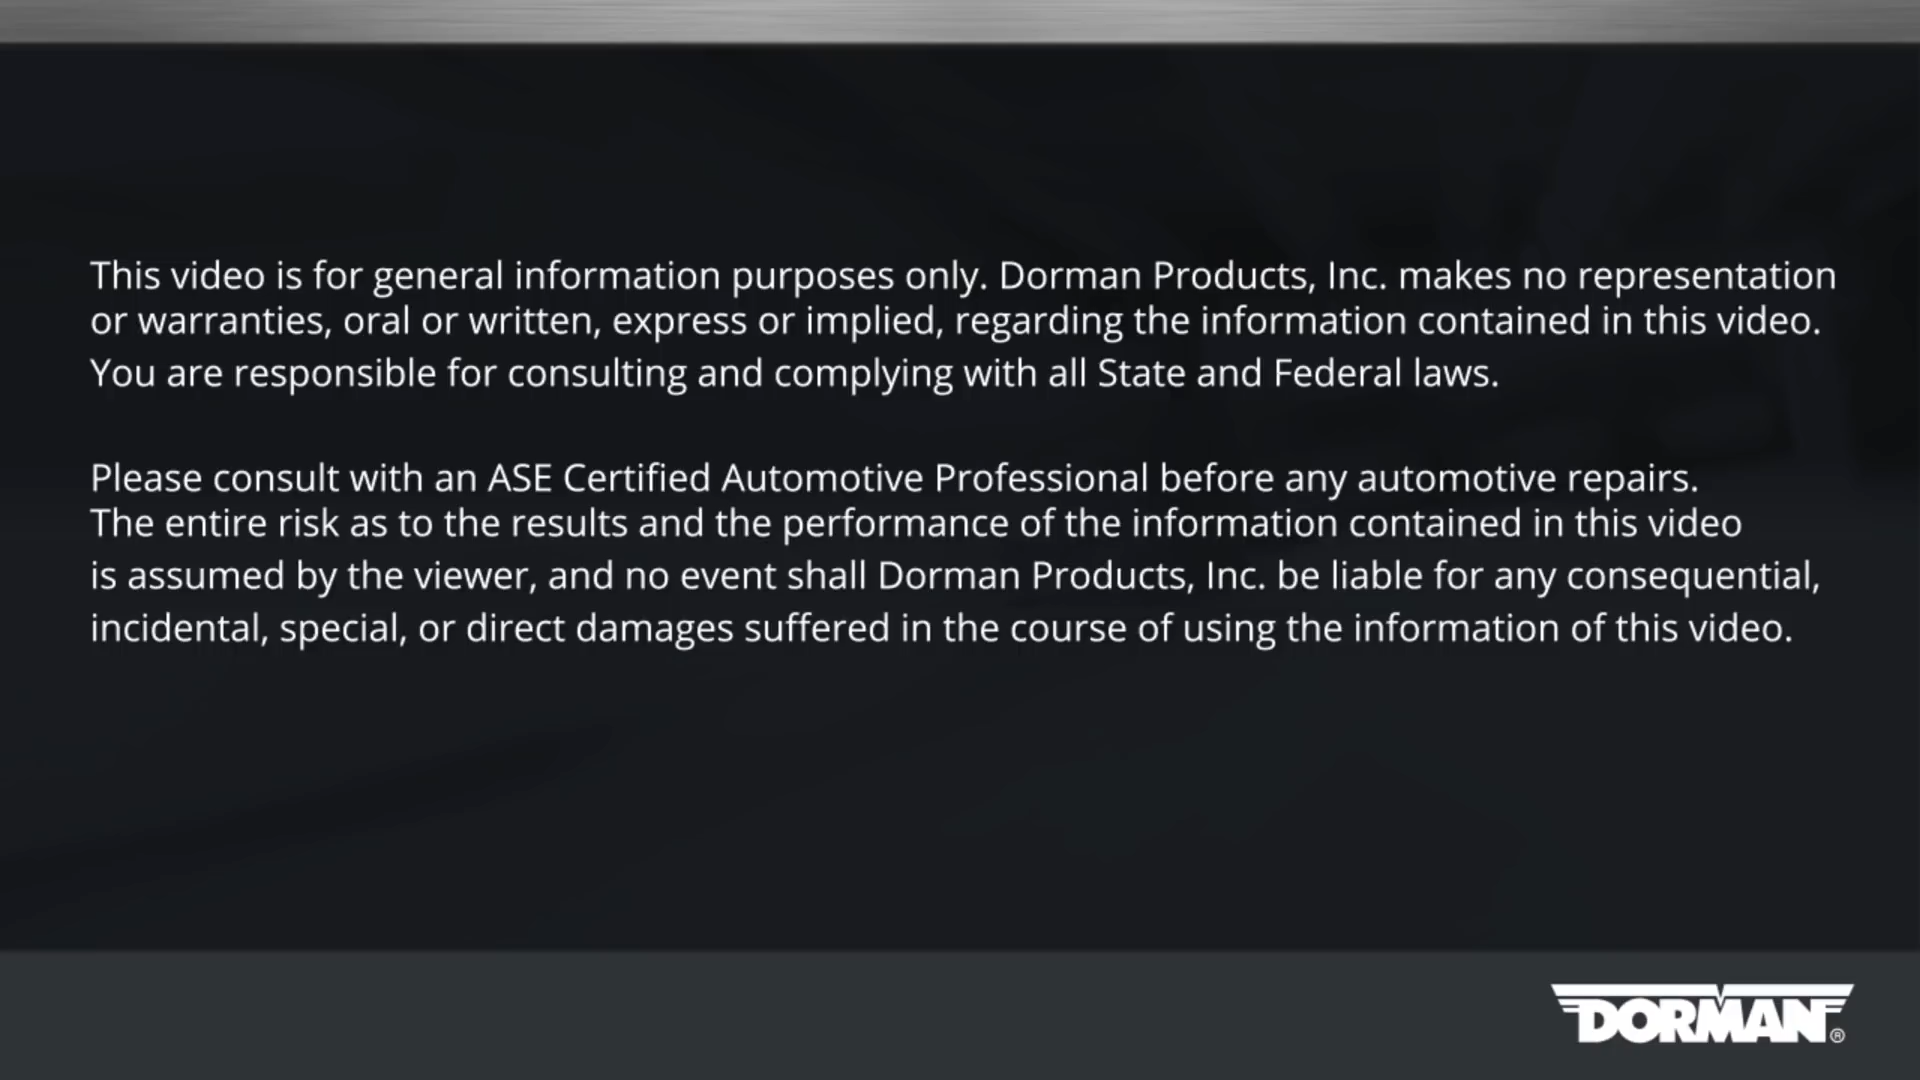 This video is for general information purposes only. Dorman Products, Inc. makes no representation
or warranties, oral or written, express or implied, regarding the information contained in this video.
You are responsible for consulting and complying with all State and Federal laws.
Please consult with an ASE Certified Automotive Professional before any automotive repairs.
The entire risk as to the results and the performance of the information contained in this video
is assumed by the viewer, and no event shall Dorman Products, Inc. be liable for any consequential,
incidental, special, or direct damages suffered in the course of using the information of this video.
DORMAN®